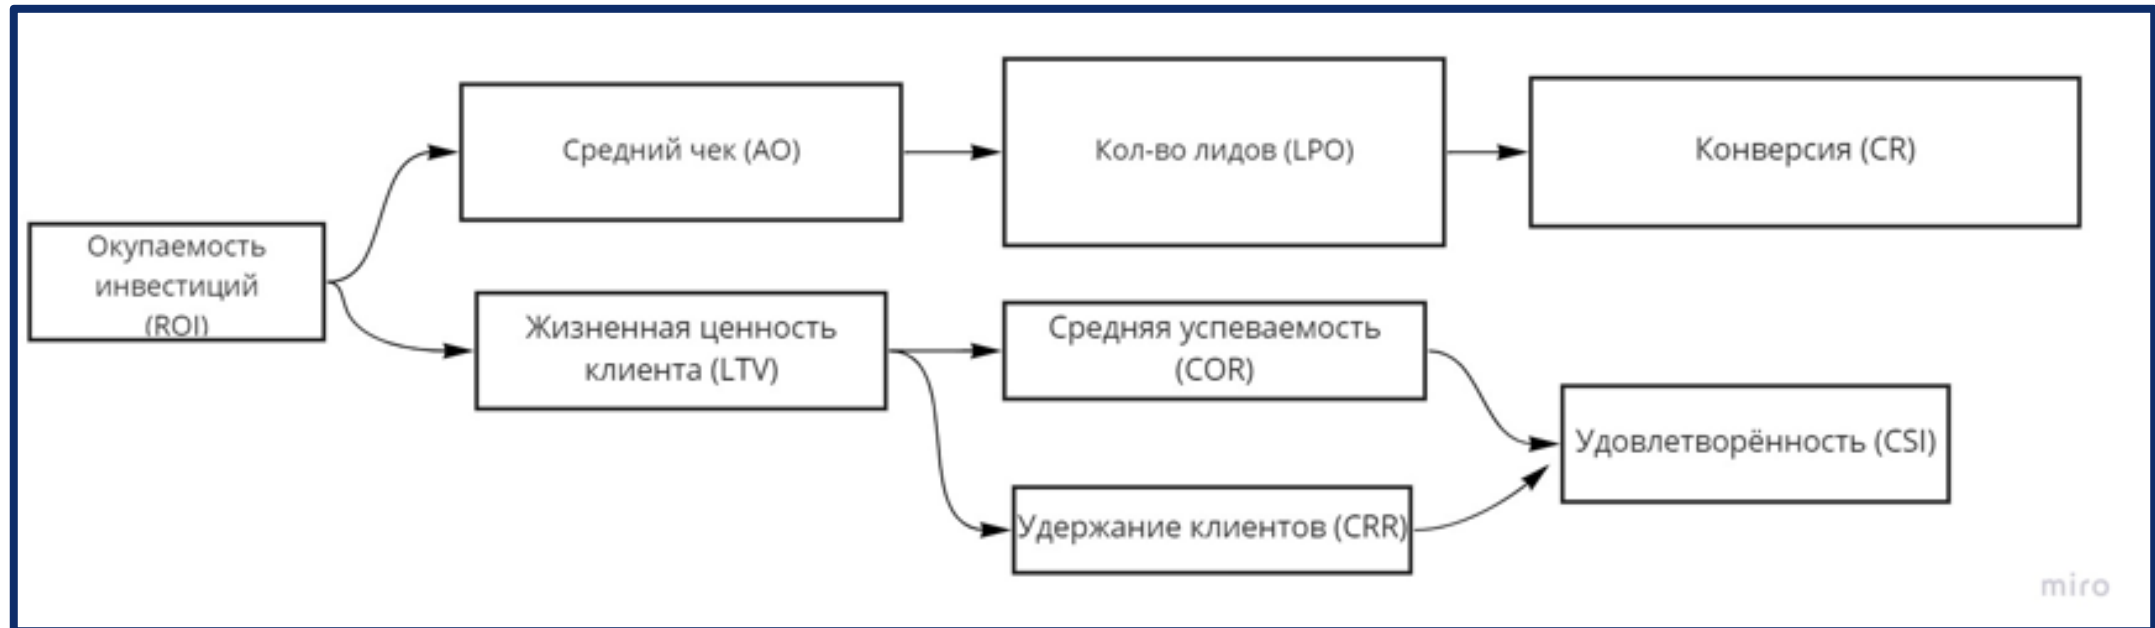 Средний чек (AO)
Кол-во лидов (LPO)
Конверсия (CR)
Окупаемость
инвестиций
(ROI)
Жизненная ценность
клиента (LTV)
Средняя успеваемость
(COR)
Удовлетворённость (CSI)
Удержание клиентов (CRR)
miro